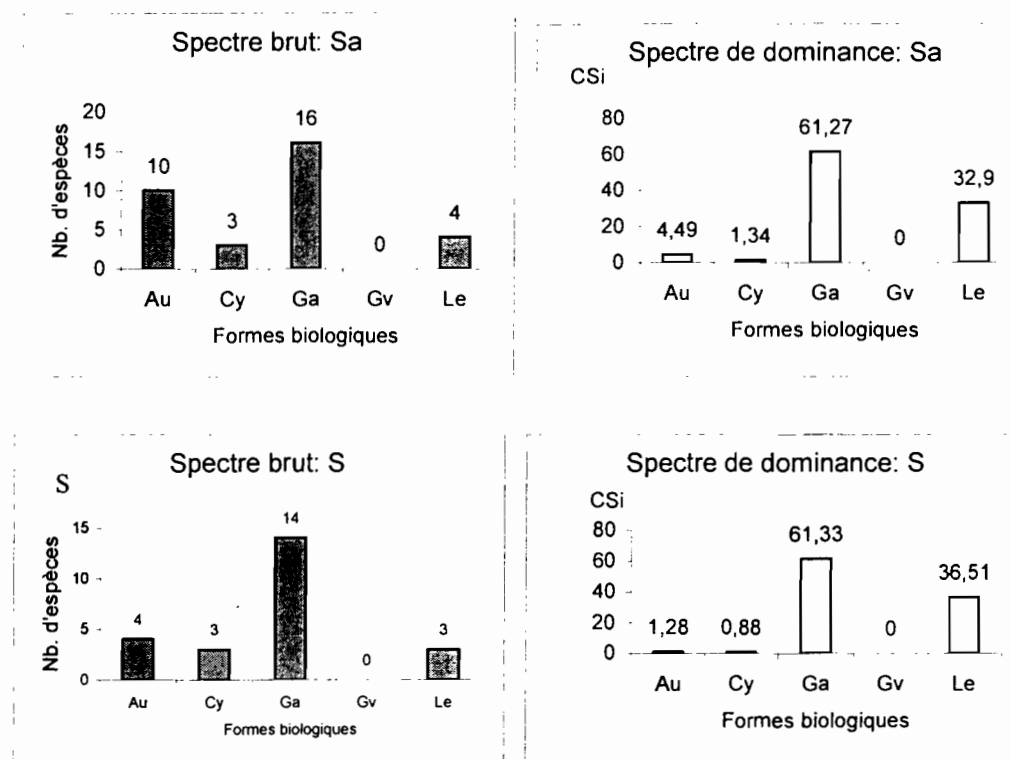 Spectre brut: Sa
Nb. d'espèces
20
15
10
5
0
10
3
16
0
4
Au Cy Ga Gv Le
Formes biologiques
Spectre de dominance: Sa
CSi
80
60
40
20
0
4,49
1,34
61,27
0
32,9
Au Cy Ga Gv Le
Formes biologiques
Spectre brut: S
S
Nb. d'espèces
15
10
5
0
4
3
14
0
3
Au Cy Ga Gv Le
Formes biologiques
Spectre de dominance: S
CSi
80
60
40
20
0
1,28
0,88
61,33
0
36,51
Au Cy Ga Gv Le
Formes biologiques